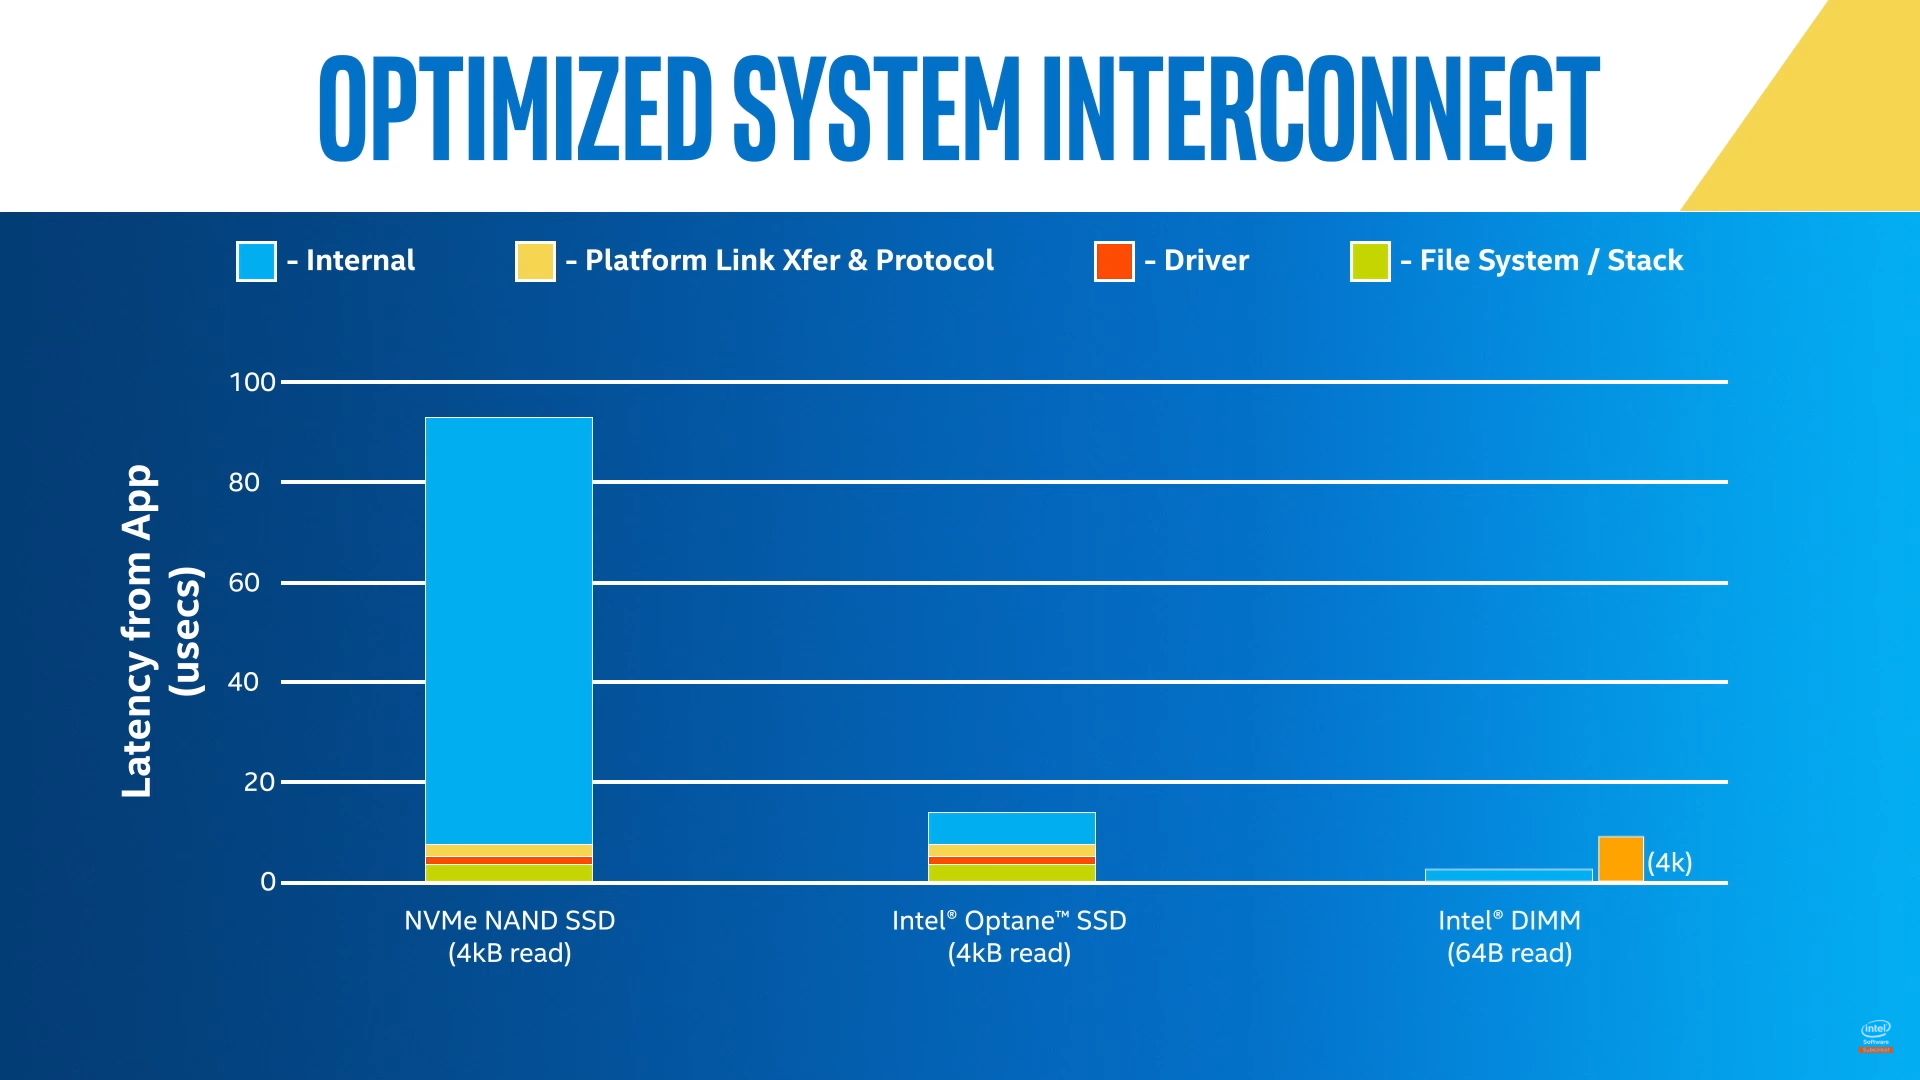 OPTIMIZED SYSTEM INTERCONNECT
- Internal
- Platform Link Xfer & Protocol
- Driver
- File System / Stack
Latency from App
(usecs)
100
80
60
40
20
0
(4k)
NVMe NAND SSD
(4kB read)
Intel® Optane™ SSD
(4kB read)
Intel® DIMM
(64B read)
intel
Software